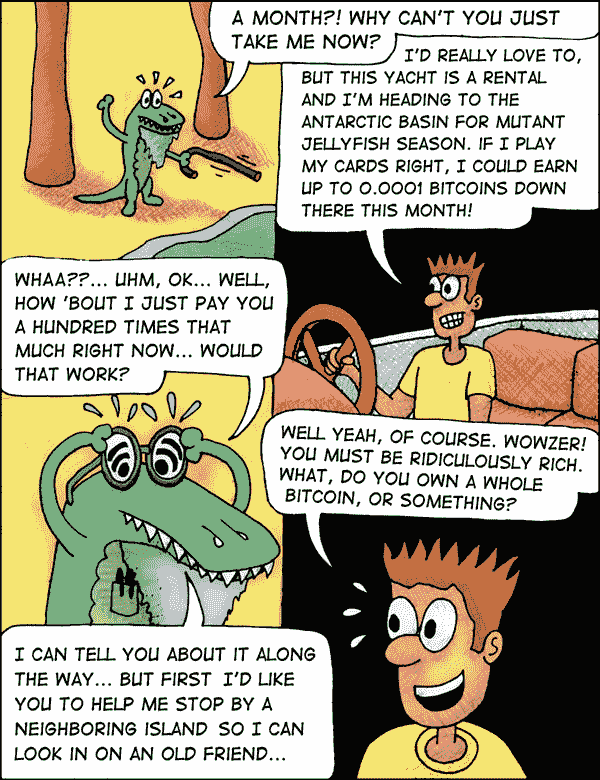 A MONTH?! WHY CAN'T YOU JUST
TAKE ME NOW?
I'D REALLY LOVE TO,
BUT THIS YACHT IS A RENTAL
AND I'M HEADING TO THE
ANTARCTIC BASIN FOR MUTANT
JELLYFISH SEASON. IF I PLAY
MY CARDS RIGHT, I COULD EARN
UP TO 0.0001 BITCOINS DOWN
THERE THIS MONTH!
WHAA??... UHM, OK... WELL,
HOW 'BOUT I JUST PAY YOU
A HUNDRED TIMES THAT
MUCH RIGHT NOW... WOULD
THAT WORK?
WELL YEAH, OF COURSE. WOWZER!
YOU MUST BE RIDICULOUSLY RICH.
WHAT, DO YOU OWN A WHOLE
BITCOIN, OR SOMETHING?
I CAN TELL YOU ABOUT IT ALONG
THE WAY... BUT FIRST I'D LIKE
YOU TO HELP ME STOP BY A
NEIGHBORING ISLAND SO I CAN
LOOK IN ON AN OLD FRIEND...